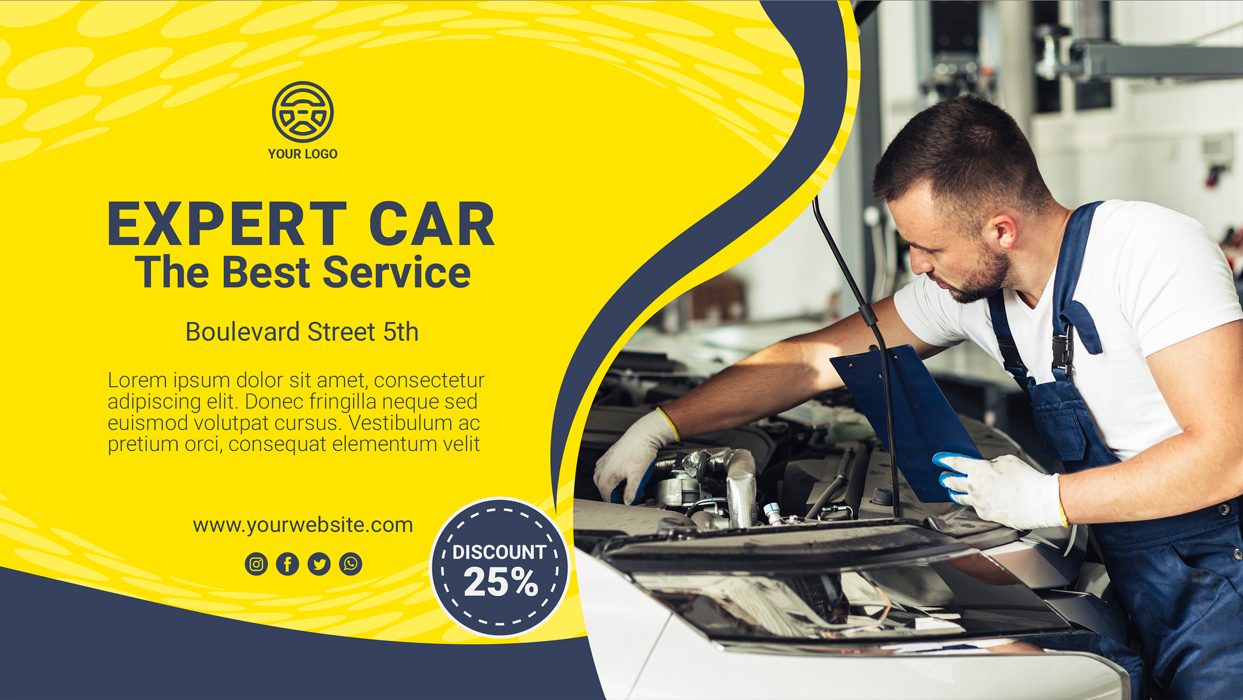 YOUR LOGO
EXPERT CAR
The Best Service
Boulevard Street 5th
Lorem ipsum dolor sit amet, consectetur
adipiscing elit. Donec fringilla neque sed
euismod volutpat cursus. Vestibulum ac
pretium orci, consequat elementum velit
www.yourwebsite.com
DISCOUNT
25%